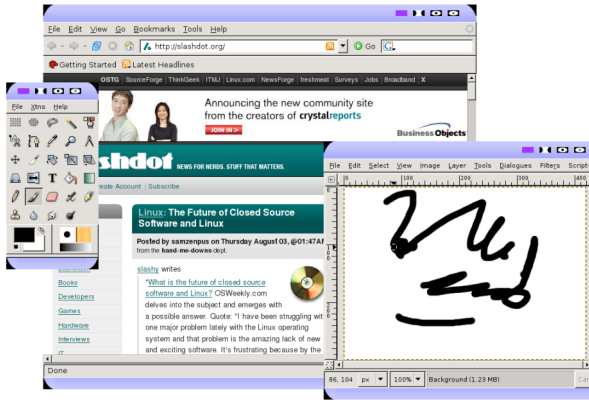 File Edit View Go Bookmarks Tools Help
http://slashdot.org/ Go G
Getting Started Latest Headlines
OSTG SourceForge ThinkGeek ITMJ Linux.com NewsForge freshmeat Surveys Jobs Broadband X
Announcing the new community site
from the creators of crystalreports
JOIN IN >
Business Objects
File Xtns Help
shdot NEWS FOR NERDS. STUFF THAT MATTERS.
eate Account Subscribe
Linux: The Future of Closed Source
Software and Linux?
Posted by samzenpus on Thursday August 03, @01:47AM
from the hand-me-downs dept.
slashy writes
"What is the future of closed source
software and Linux? OSWeekly.com
delves into the subject and emerges with
a possible answer. Quote: "I have been struggling wit
one major problem lately with the Linux operating
system and that problem is the amazing lack of new
and exciting software. It's frustrating because by the
Books
Developers
Games
Hardware
Interviews
IT
Done
File Edit Select View Image Layer Tools Dialogues Filters Script-
0 100 200 300 400
86, 104 px 100% Background (1.23 MB) Can